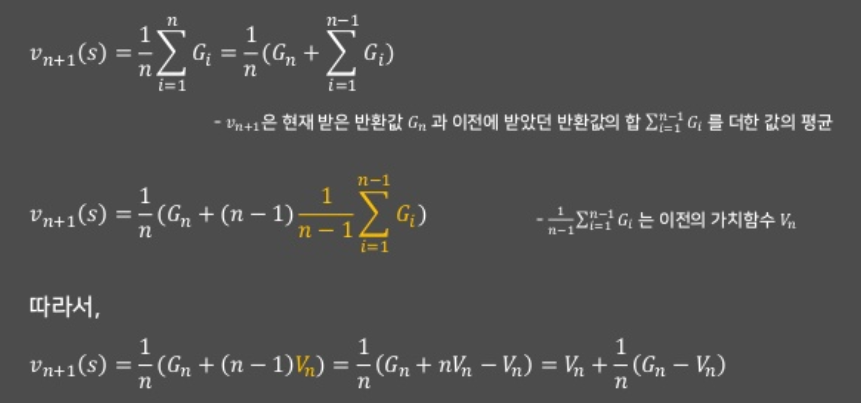 v_{n+1}(s) = \frac{1}{n} \sum_{i=1}^{n} G_i = \frac{1}{n}(G_n + \sum_{i=1}^{n-1} G_i)
- v_{n+1}은 현재 받은 반환값 G_n 과 이전에 받았던 반환값의 합 \sum_{i=1}^{n-1} G_i 를 더한 값의 평균
v_{n+1}(s) = \frac{1}{n}(G_n + (n-1) \frac{1}{n-1} \sum_{i=1}^{n-1} G_i) - \frac{1}{n-1} \sum_{i=1}^{n-1} G_i 는 이전의 가치함수 V_n
따라서,
v_{n+1}(s) = \frac{1}{n}(G_n + (n-1)V_n) = \frac{1}{n}(G_n + nV_n - V_n) = V_n + \frac{1}{n}(G_n - V_n)